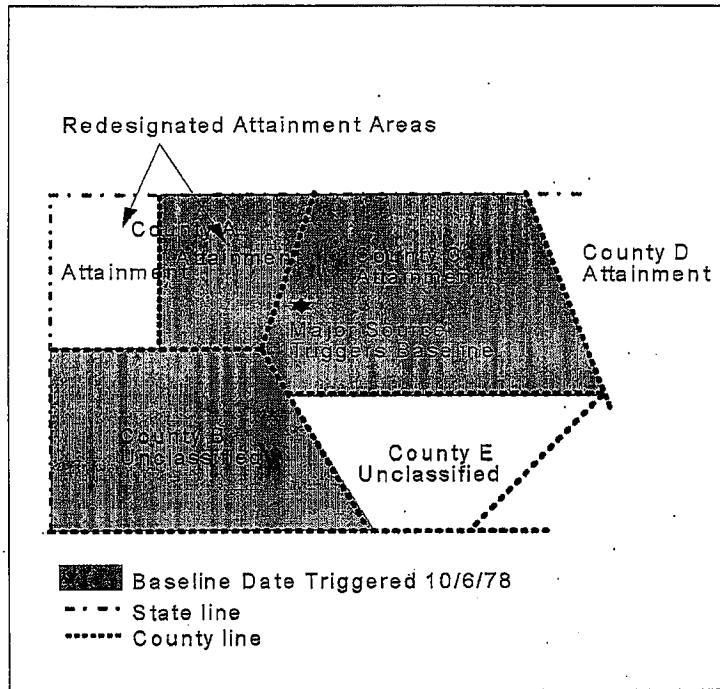 Redesignated Attainment Areas
County A
Attainment
Attainment
County C
Attainment
County D
Attainment
Major Source
Triggers Baseline
County B
Unclassified
County E
Unclassified
Baseline Date Triggered 10/6/78
State line
County line